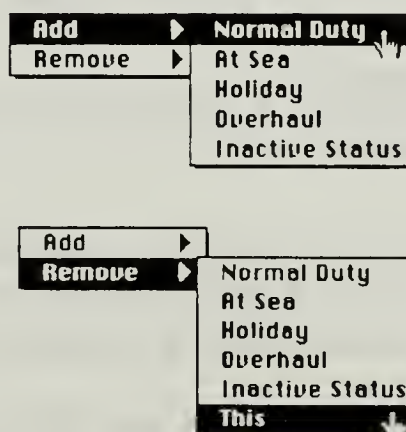 Add Normal Duty
Remove At Sea
Holiday
Overhaul
Inactive Status
Add
Remove Normal Duty
At Sea
Holiday
Overhaul
Inactive Status
This